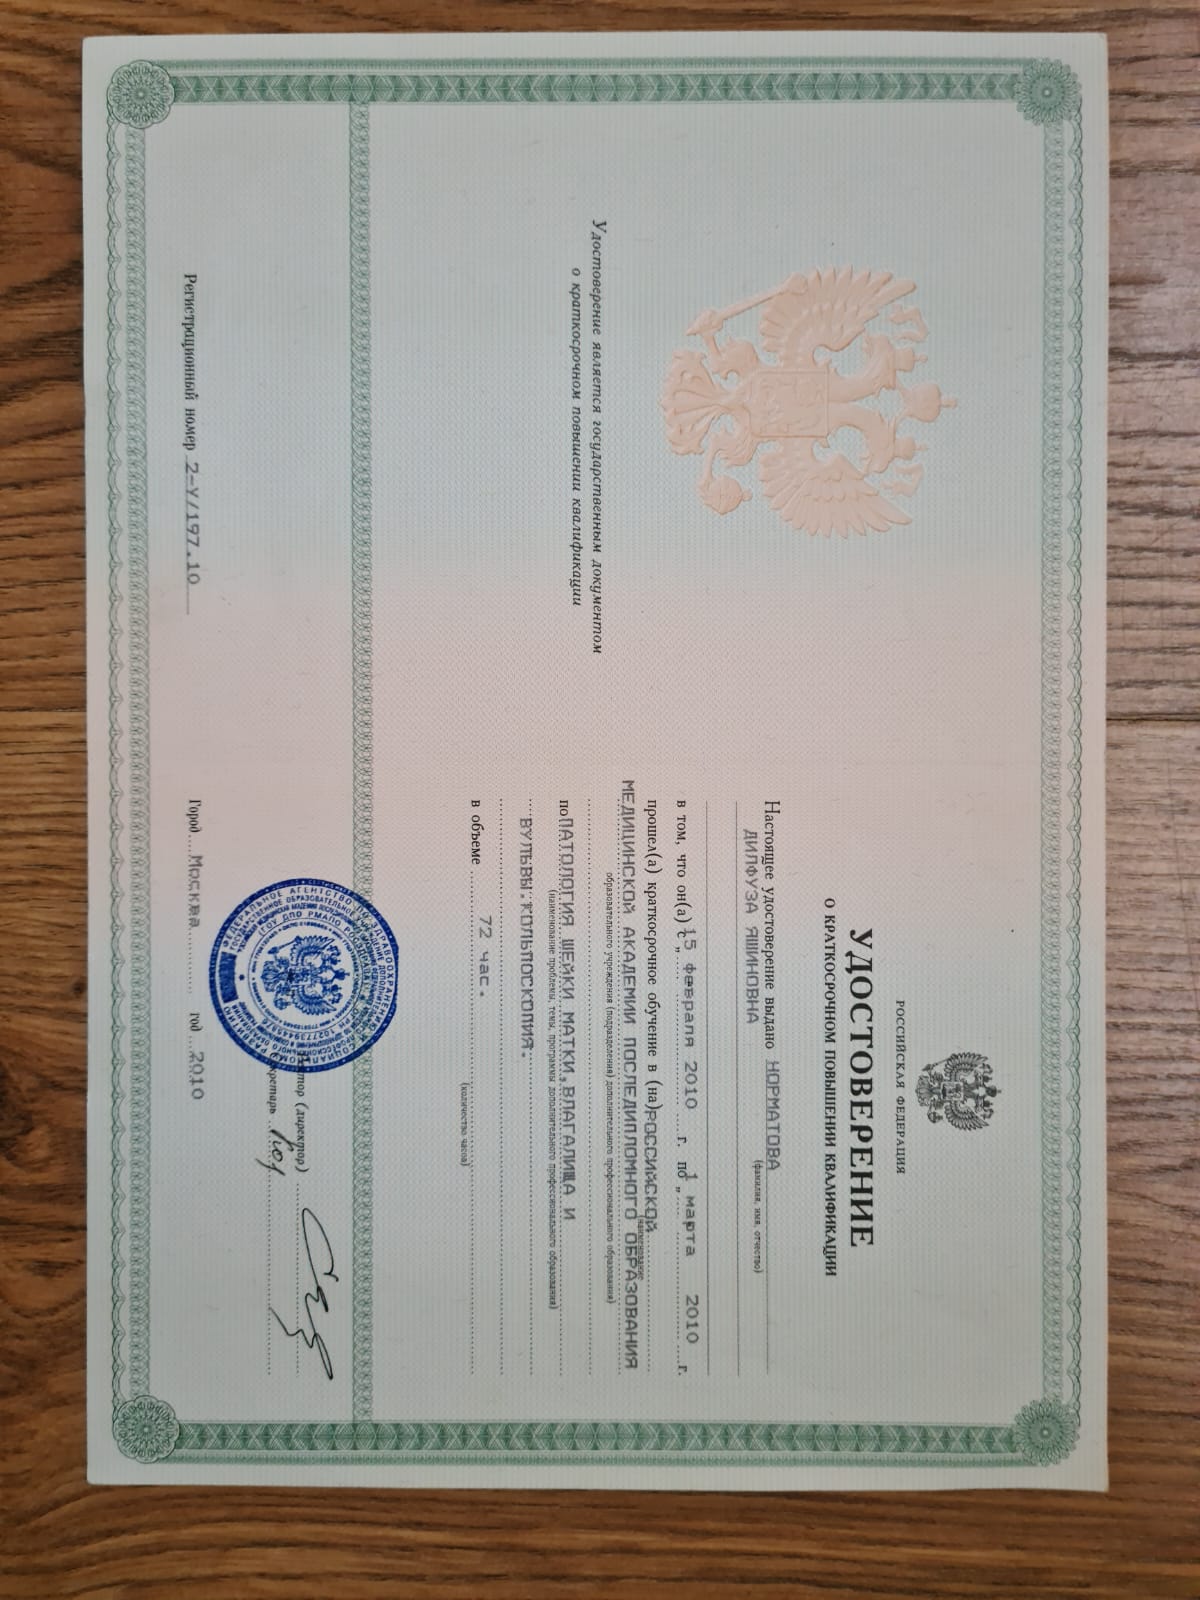 Удостоверение является государственным документом
о краткосрочном повышении квалификации
Регистрационный номер 2-У/197.10
РОССИЙСКАЯ ФЕДЕРАЦИЯ
УДОСТОВЕРЕНИЕ
О КРАТКОСРОЧНОМ ПОВЫШЕНИИ КВАЛИФИКАЦИИ
Настоящее удостоверение выдано НОРМАТОВА
(фамилия, имя, отчество)
ДИЛФУЗА ЯШИНОВНА
в том, что он(а) с „ 15 февраля 2010 г. по „ 1 марта 2010 г.
прошел(а) краткосрочное обучение в (на) РОССИЙСКОЙ
(наименование
МЕДИЦИНСКОЙ АКАДЕМИИ ПОСЛЕДИПЛОМНОГО ОБРАЗОВАНИЯ
образовательного учреждения (подразделения) дополнительного профессионального образования)
по ПАТОЛОГИЯ ШЕЙКИ МАТКИ,ВЛАГАЛИЩА И
(наименование проблемы, темы, программы дополнительного профессионального образования)
ВУЛЬВЫ.КОЛЬПОСКОПИЯ.
в объеме 72 час.
(количество часов)
Ректор (директор)
Секретарь
Город Москва год 2010
ГОУ ДПО РМАПО РОСЗДРАВА